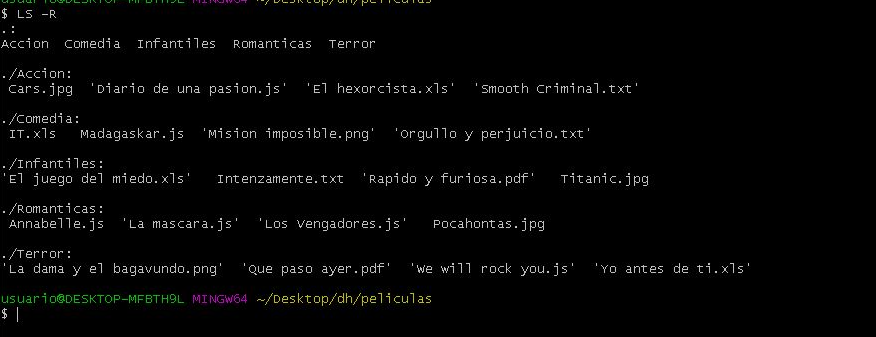 usuario@DESKTOP-MFBTH9L MINGW64 ~/Desktop/dh/peliculas
$ LS -R
.:
Accion  Comedia  Infantiles  Romanticas  Terror
./Accion:
 Cars.jpg  'Diario de una pasion.js'  'El hexorcista.xls'  'Smooth Criminal.txt'
./Comedia:
 IT.xls   Madagaskar.js  'Mision imposible.png'  'Orgullo y perjuicio.txt'
./Infantiles:
'El juego del miedo.xls'   Intenzamente.txt  'Rapido y furiosa.pdf'   Titanic.jpg
./Romanticas:
 Annabelle.js  'La mascara.js'  'Los Vengadores.js'   Pocahontas.jpg
./Terror:
'La dama y el bagavundo.png'  'Que paso ayer.pdf'  'We will rock you.js'  'Yo antes de ti.xls'
usuario@DESKTOP-MFBTH9L MINGW64 ~/Desktop/dh/peliculas
$